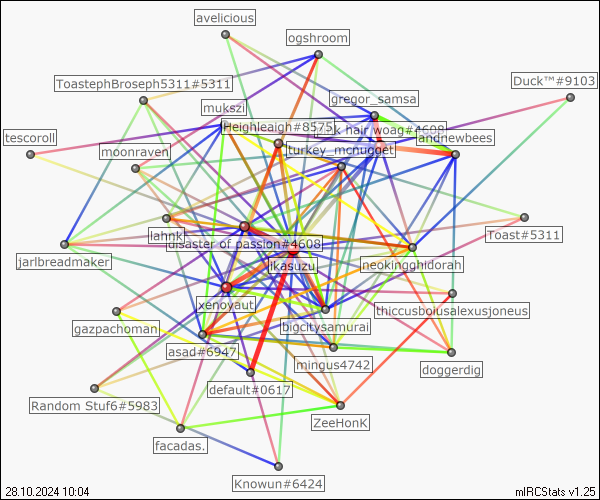 avelicious
ogshroom
ToastephBroseph5311#5311
Duck™#9103
gregor_samsa
mukszi
Heighleaigh#8575
hair woag#4608
andrewbees
tescoroll
moonraven
turkey_mcnugget
lahnk
Toast#5311
disaster of passion#4608
jarlbreadmaker
ikasuzu
neokingghidorah
xenoyaut
thiccusboiusalexusjoneus
gazpachoman
bigcitysamurai
asad#6947
mingus4742
doggerdig
default#0617
Random Stuf6#5983
ZeeHonK
facadas.
Knowun#6424
28.10.2024 10:04
mIRCStats v1.25